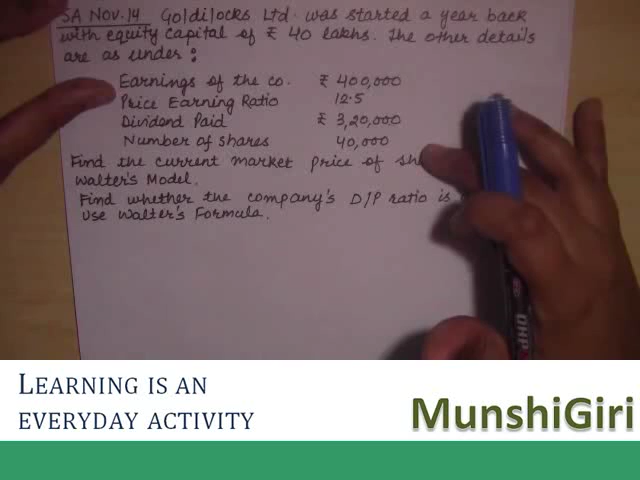 SA NOV.14 Goldilocks Ltd. was started a year back
with equity capital of ₹ 40 lakhs. The other details
are as under:
Earnings of the co. ₹ 400,000
Price Earning Ratio 12.5
Dividend Paid ₹ 3,20,000
Number of shares 40,000
Find the current market price of sh
Walter's Model.
Find whether the company's D/P ratio is
use Walter's Formula.
OHP
LEARNING IS AN
EVERYDAY ACTIVITY
MunshiGiri